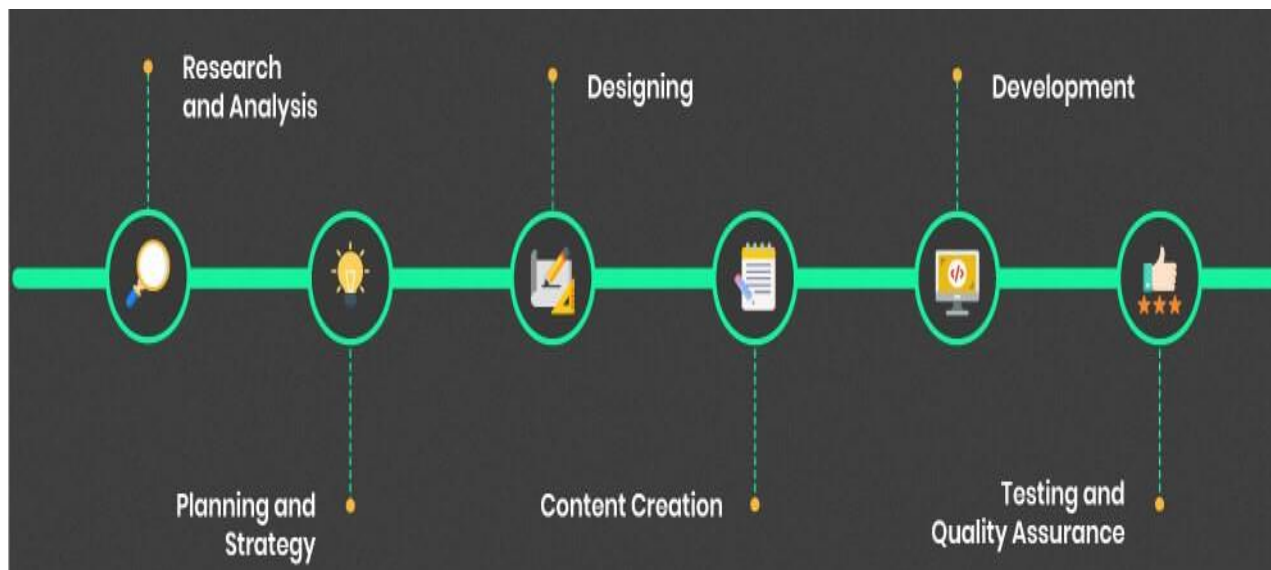 Research
and Analysis
Planning and
Strategy
Designing
Content Creation
Development
Testing and
Quality Assurance